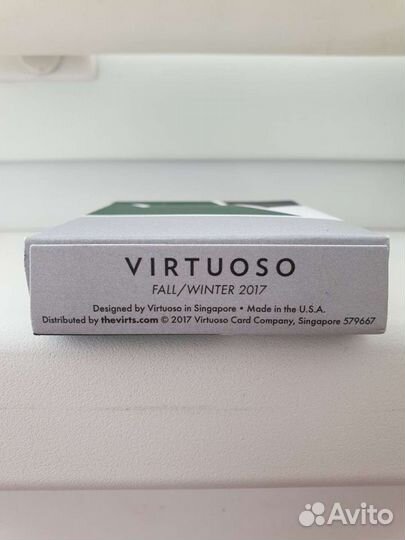 VIRTUOSO
FALL/WINTER 2017
Designed by Virtuoso in Singapore • Made in the U.S.A.
Distributed by thevirts.com © 2017 Virtuoso Card Company, Singapore 579667
Avito